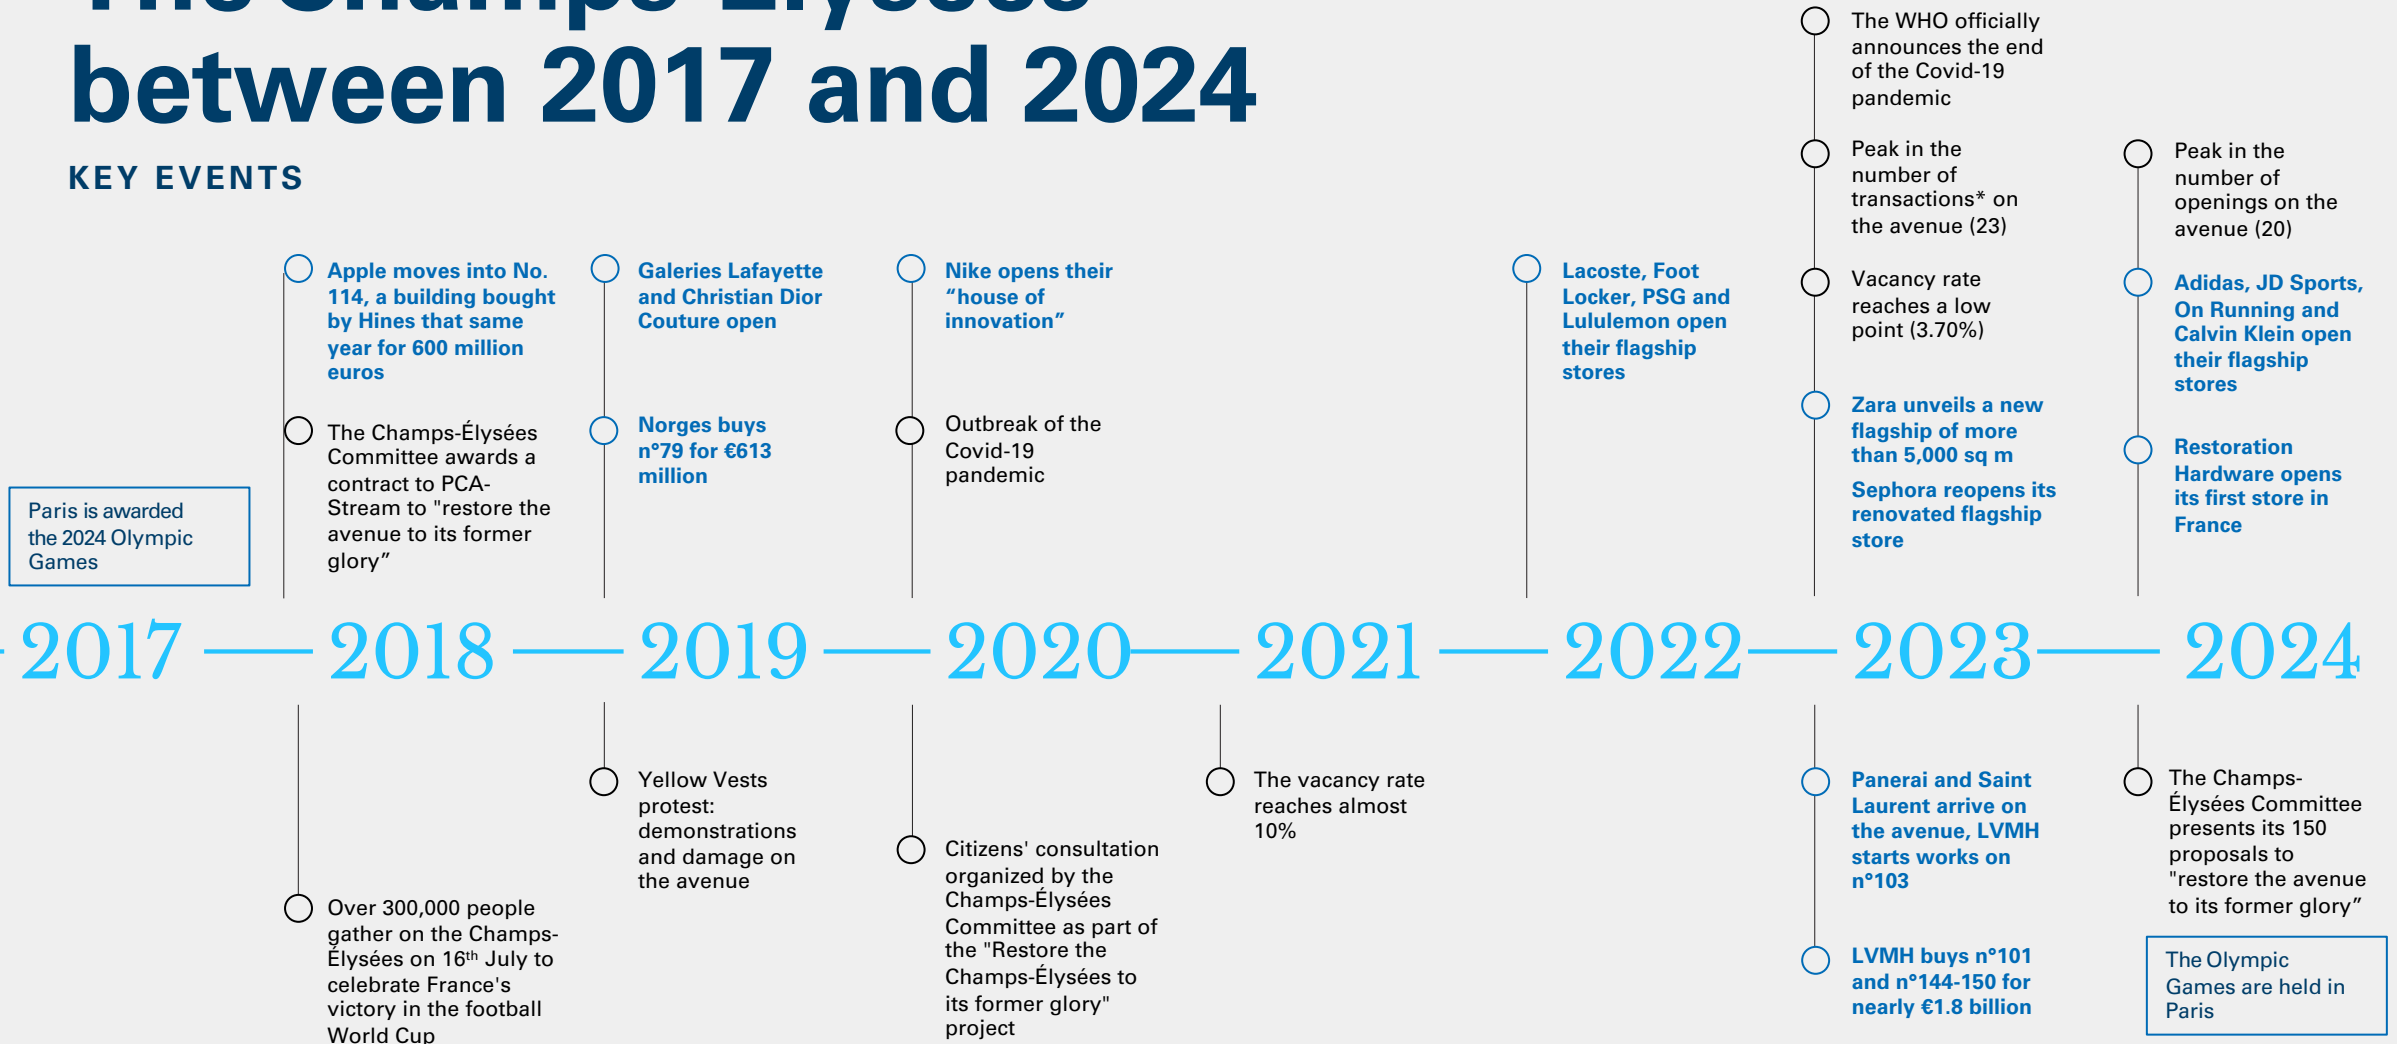 The Champs-Élysées
between 2017 and 2024
KEY EVENTS
Paris is awarded
the 2024 Olympic
Games
Apple moves into No.
114, a building bought
by Hines that same
year for 600 million
euros
The Champs-Élysées
Committee awards a
contract to PCA-
Stream to "restore the
avenue to its former
glory”
Galeries Lafayette
and Christian Dior
Couture open
Norges buys
n°79 for €613
million
Nike opens their
“house of
innovation”
Outbreak of the
Covid-19
pandemic
Lacoste, Foot
Locker, PSG and
Lululemon open
their flagship
stores
The WHO officially
announces the end
of the Covid-19
pandemic
Peak in the
number of
transactions* on
the avenue (23)
Vacancy rate
reaches a low
point (3.70%)
Zara unveils a new
flagship of more
than 5,000 sq m
Sephora reopens its
renovated flagship
store
Peak in the
number of
openings on the
avenue (20)
Adidas, JD Sports,
On Running and
Calvin Klein open
their flagship
stores
Restoration
Hardware opens
its first store in
France
2017 2018 2019 2020 2021 2022 2023 2024
Over 300,000 people
gather on the Champs-
Élysées on 16th July to
celebrate France's
victory in the football
World Cup
Yellow Vests
protest:
demonstrations
and damage on
the avenue
Citizens' consultation
organized by the
Champs-Élysées
Committee as part of
the "Restore the
Champs-Élysées to
its former glory"
project
The vacancy rate
reaches almost
10%
Panerai and Saint
Laurent arrive on
the avenue, LVMH
starts works on
n°103
LVMH buys n°101
and n°144-150 for
nearly €1.8 billion
The Champs-
Élysées Committee
presents its 150
proposals to
"restore the avenue
to its former glory”
The Olympic
Games are held in
Paris